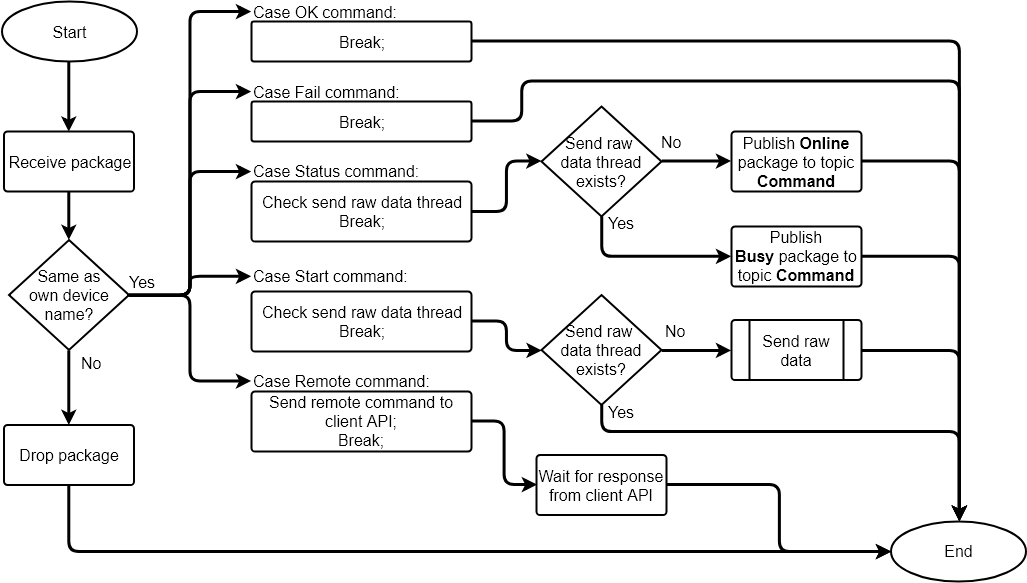 Start
Receive package
Same as
own device
name?
Yes
No
Drop package
Case OK command:
Break;
Case Fail command:
Break;
Case Status command:
Check send raw data thread
Break;
Send raw
data thread
exists?
No
Publish Online
package to topic
Command
Yes
Publish
Busy package to
topic Command
Case Start command:
Check send raw data thread
Break;
Send raw
data thread
exists?
No
Send raw
data
Yes
Case Remote command:
Send remote command to
client API;
Break;
Wait for response
from client API
End